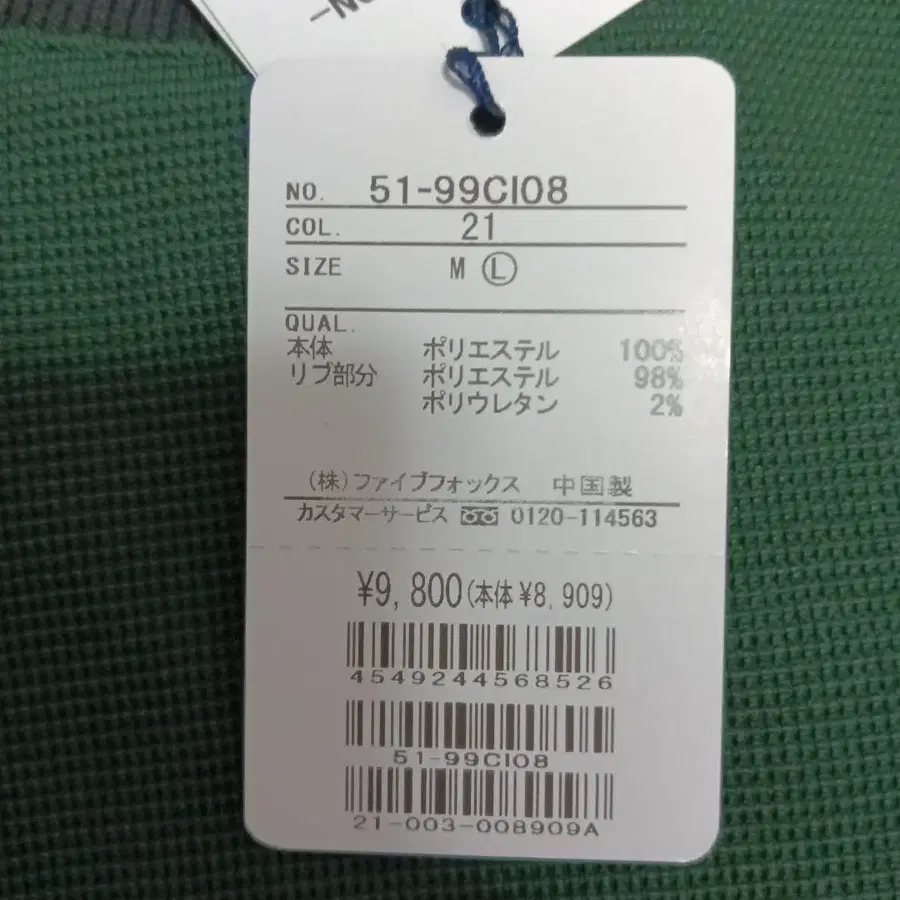 NO. 51-99CI08
COL. 21
SIZE M Ⓛ
QUAL.
本体 ポリエステル 100%
リブ部分 ポリエステル 98%
ポリウレタン 2%
(株)ファイブフォックス 中国製
カスタマーサービス 0120-114563
¥9,800(本体¥8,909)
4549244568526
51-99CI08
21-003-008909A